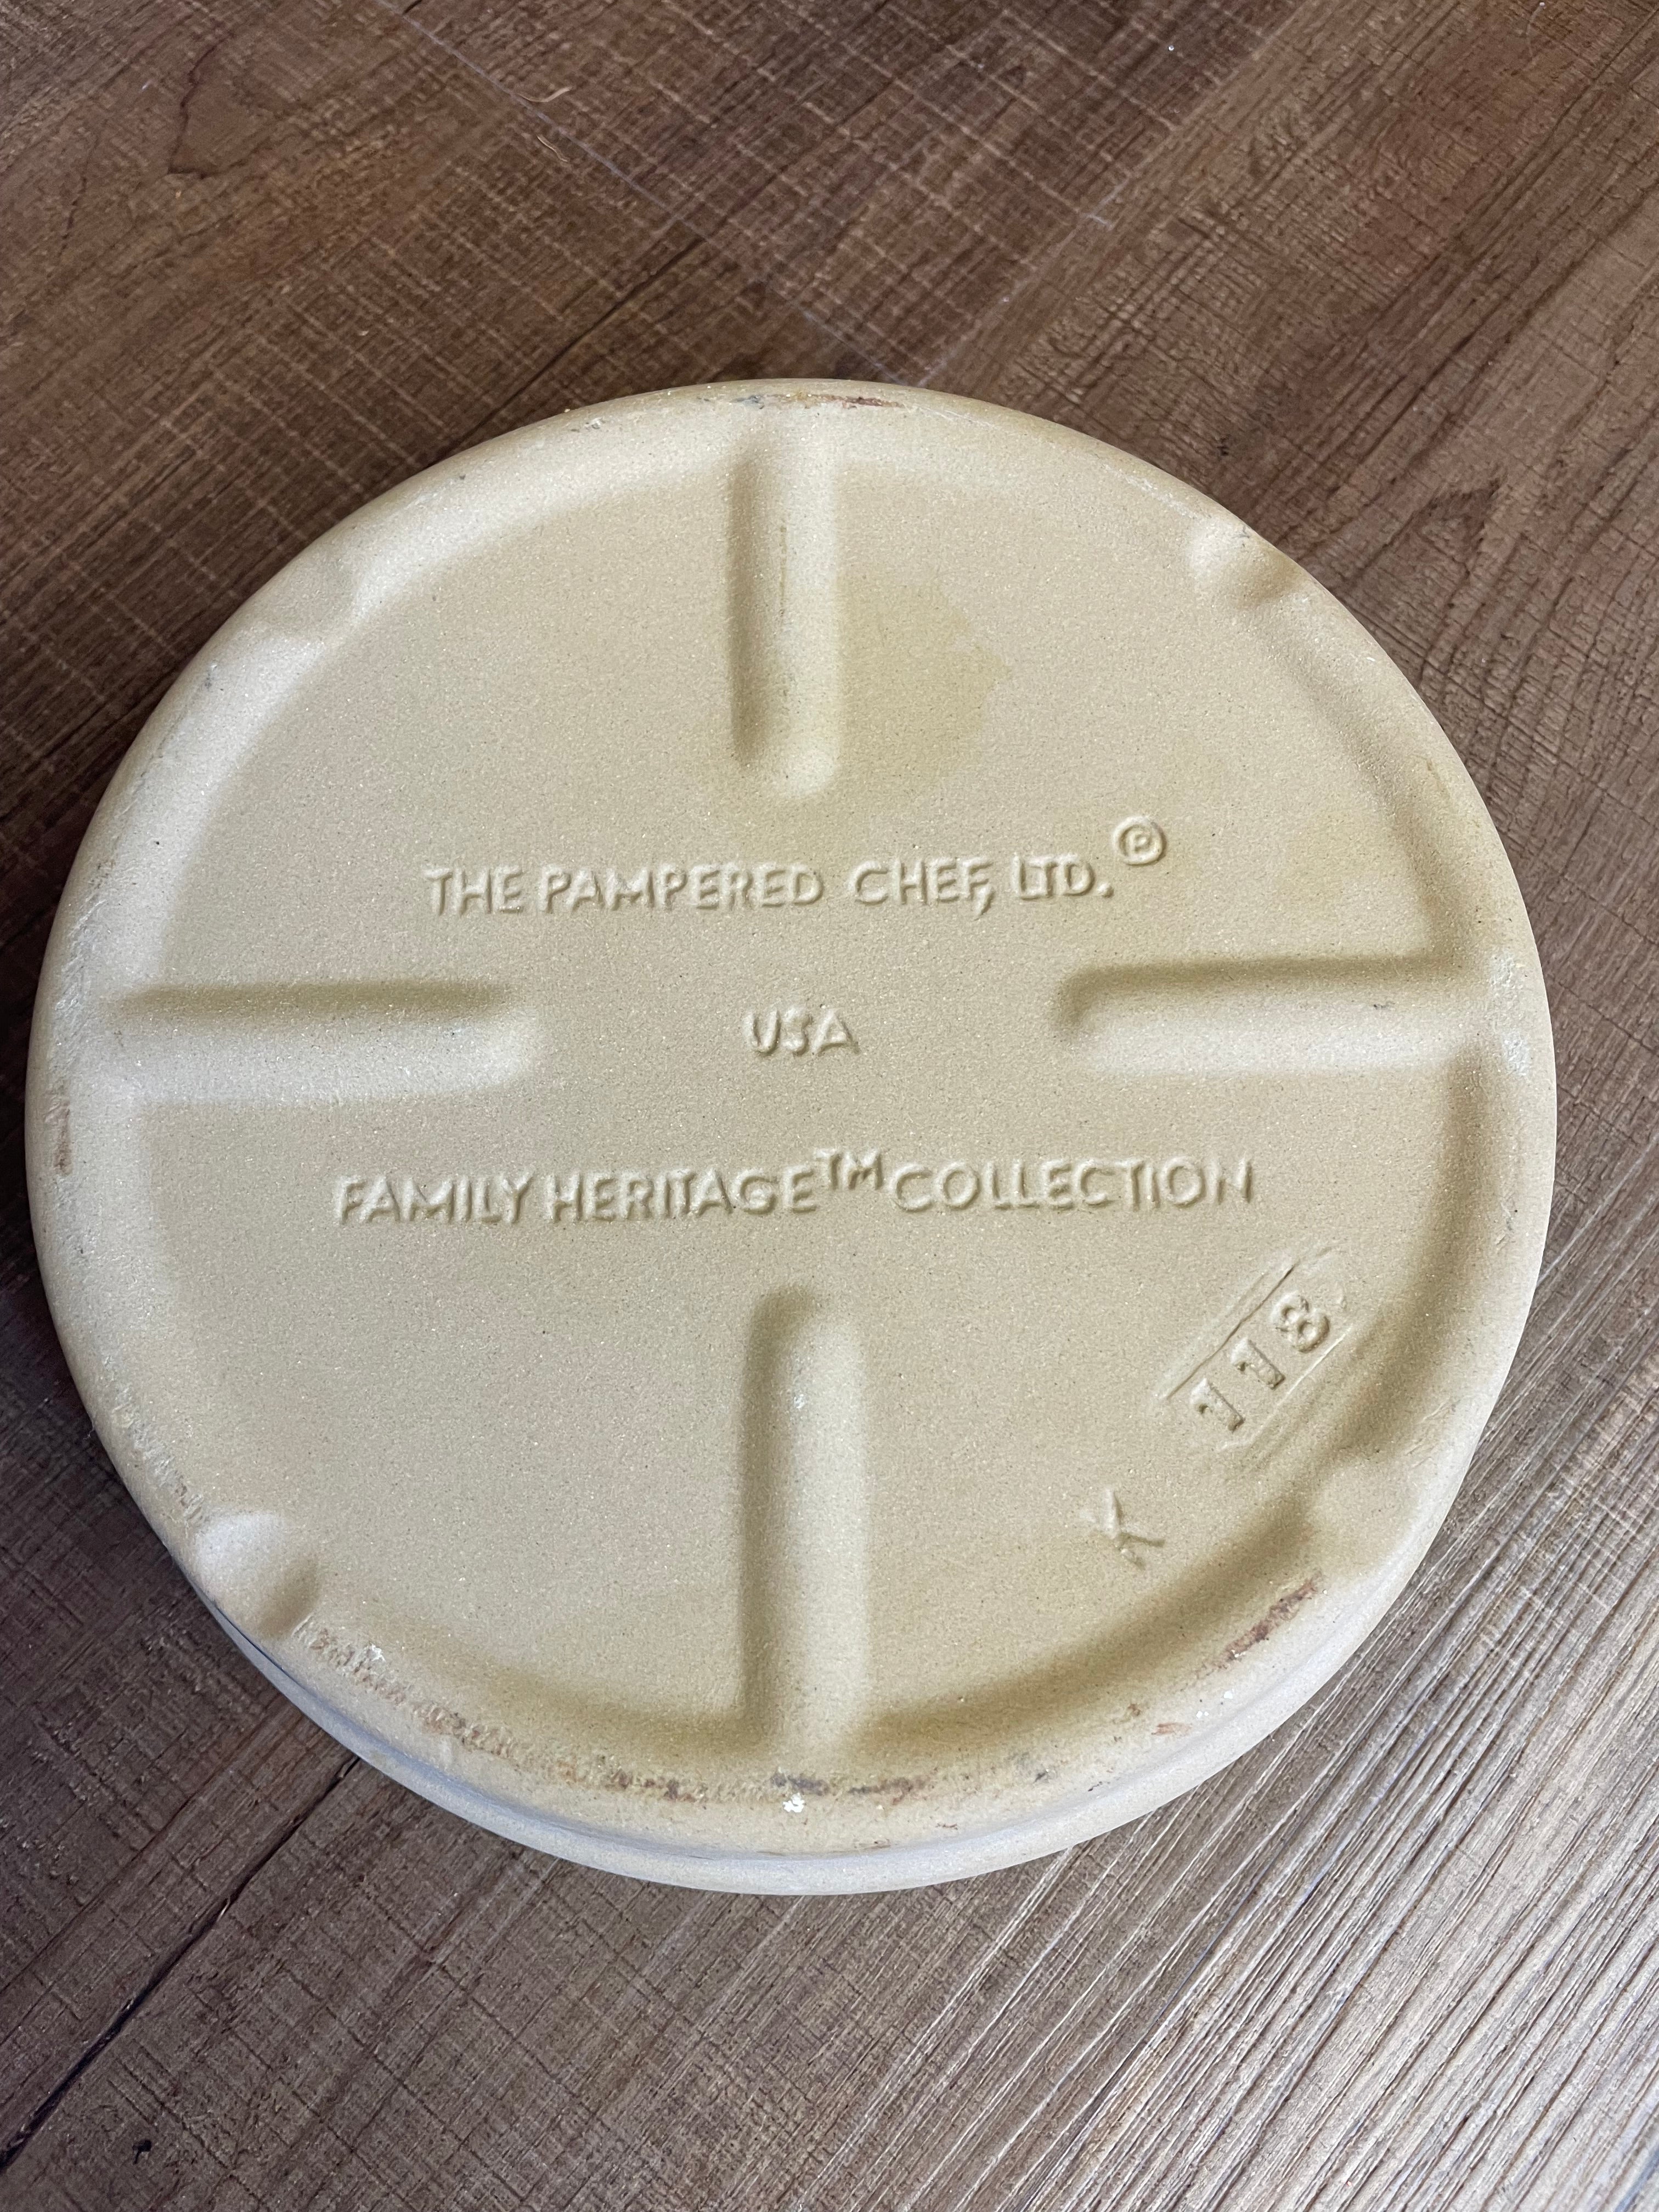 THE PAMPERED CHEF, LTD. ℗
USA
FAMILY HERITAGE™ COLLECTION
118
X